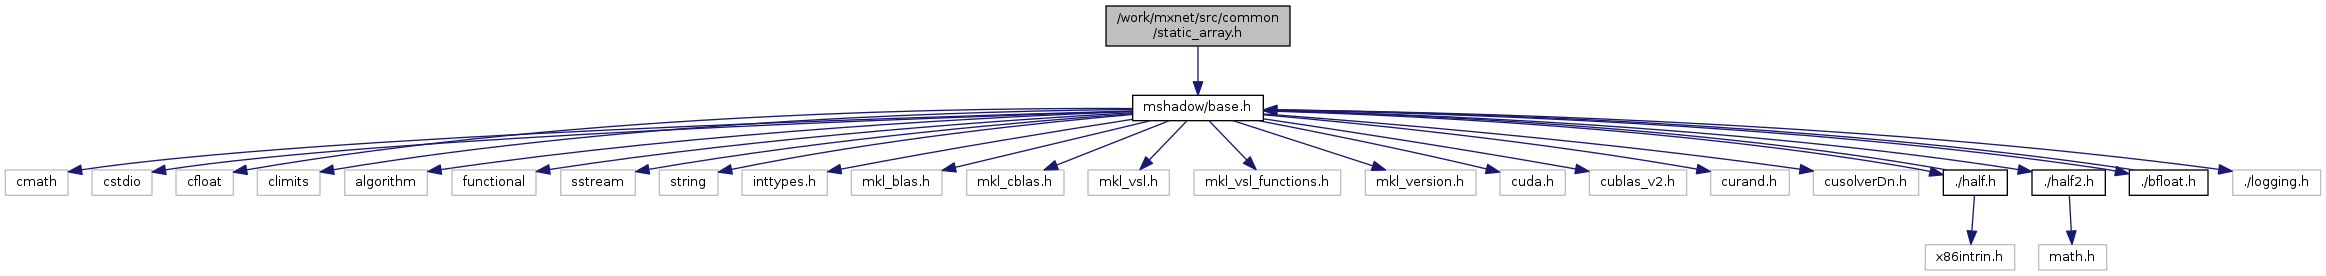 /work/mxnet/src/common
/static_array.h
mshadow/base.h
cmath
cstdio
cfloat
climits
algorithm
functional
sstream
string
inttypes.h
mkl_blas.h
mkl_cblas.h
mkl_vsl.h
mkl_vsl_functions.h
mkl_version.h
cuda.h
cublas_v2.h
curand.h
cusolverDn.h
./half.h
./half2.h
./bfloat.h
./logging.h
x86intrin.h
math.h